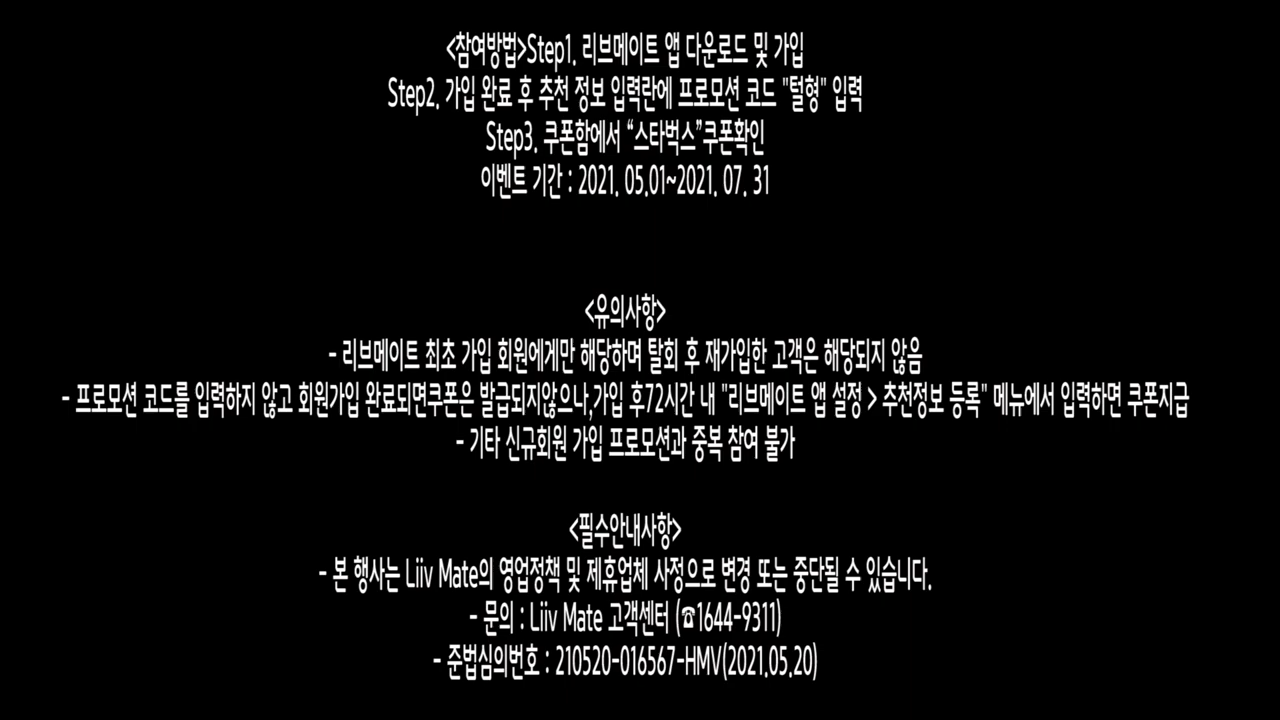 <참여방법>Step1. 리브메이트 앱 다운로드 및 가입
Step2. 가입 완료 후 추천 정보 입력란에 프로모션 코드 "털형" 입력
Step3. 쿠폰함에서 “스타벅스”쿠폰확인
이벤트 기간 : 2021. 05.01~2021. 07. 31
<유의사항>
- 리브메이트 최초 가입 회원에게만 해당하며 탈회 후 재가입한 고객은 해당되지 않음
- 프로모션 코드를 입력하지 않고 회원가입 완료되면쿠폰은 발급되지않으나,가입 후72시간 내 "리브메이트 앱 설정 > 추천정보 등록" 메뉴에서 입력하면 쿠폰지급
- 기타 신규회원 가입 프로모션과 중복 참여 불가
<필수안내사항>
- 본 행사는 Liiv Mate의 영업정책 및 제휴업체 사정으로 변경 또는 중단될 수 있습니다.
- 문의 : Liiv Mate 고객센터 (☎1644-9311)
- 준법심의번호 : 210520-016567-HMV(2021.05.20)